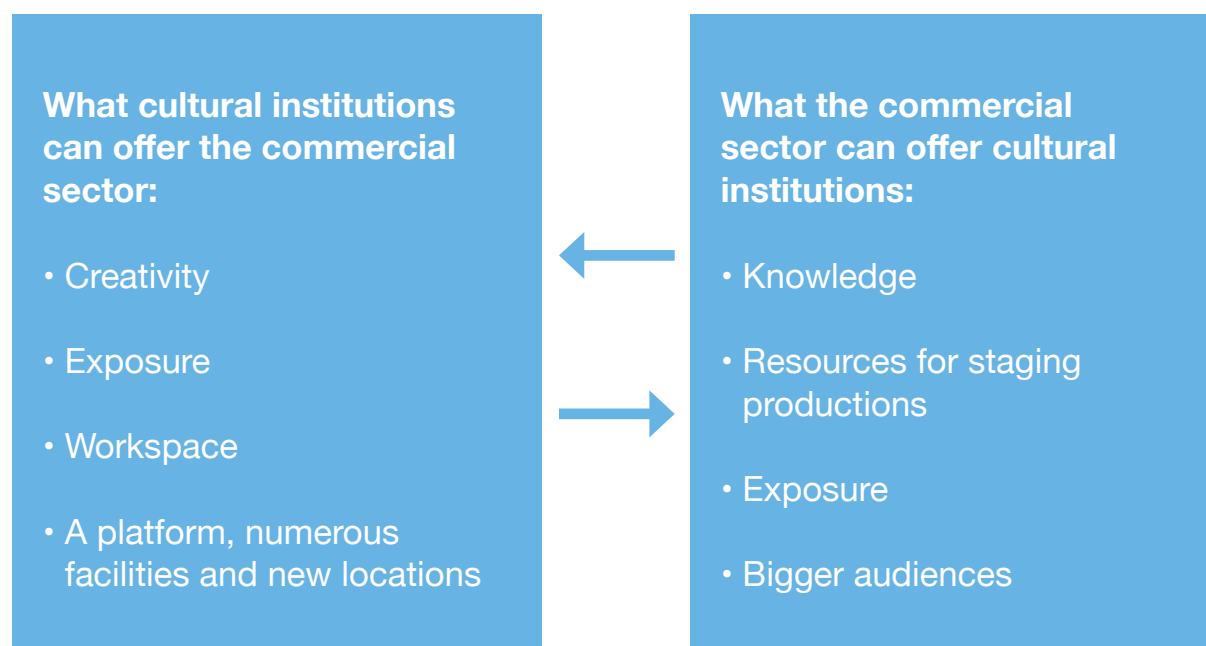 What cultural institutions
can offer the commercial
sector:
• Creativity
• Exposure
• Workspace
• A platform, numerous
facilities and new locations
What the commercial
sector can offer cultural
institutions:
• Knowledge
• Resources for staging
productions
• Exposure
• Bigger audiences